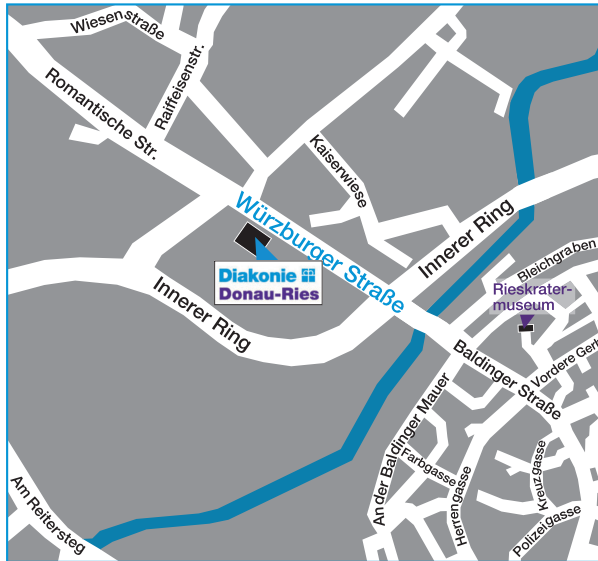 Wiesenstraße
Romantische Str.
Raiffeisenstr.
Kaiserwiese
Würzburger Straße
Innerer Ring
Diakonie
Donau-Ries
Innerer Ring
Bleichgraben
Rieskrater-
museum
Baldinger Straße
Vordere Gerb
An der Baldinger Mauer
Farbgasse
Herrengasse
Kreuzgasse
Polizeigasse
Am Reitersteg